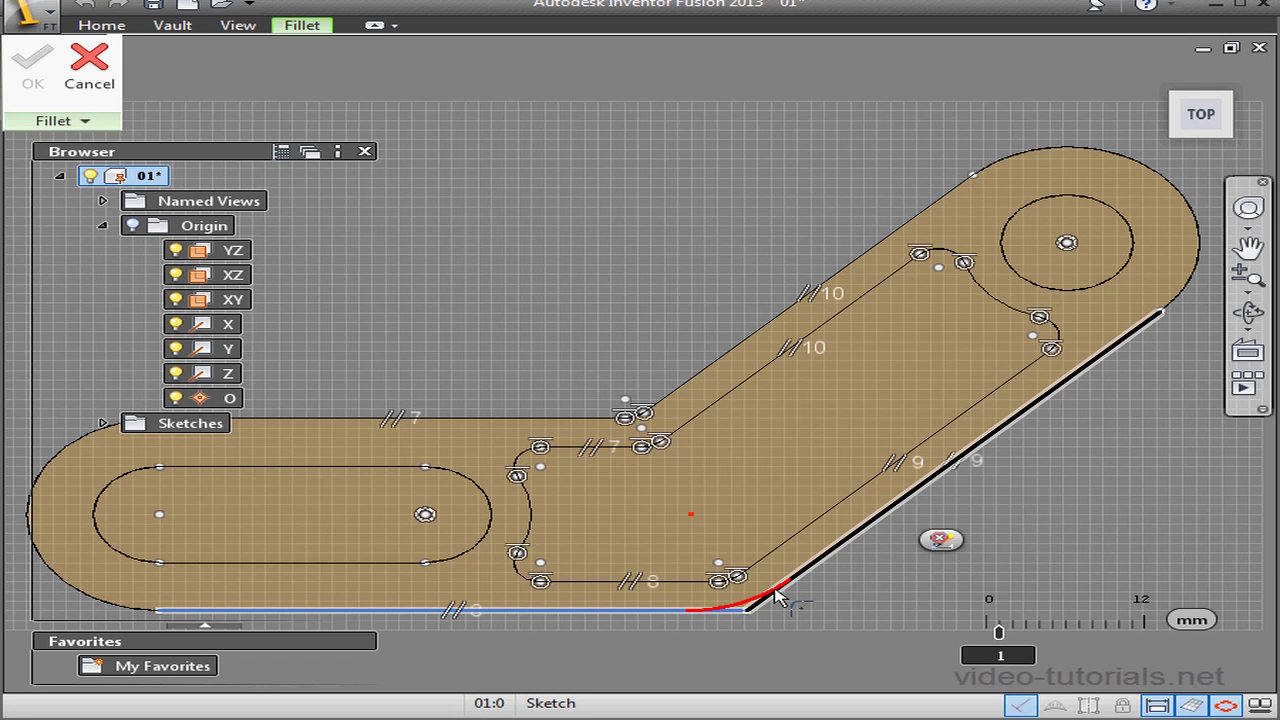 Autodesk Inventor Fusion 2013 01*
FT
Home Vault View Fillet
OK Cancel
Fillet
TOP
Browser
01*
Named Views
Origin
YZ
XZ
XY
X
Y
Z
O
Sketches
10
10
7
7
9
9
8
0 12
mm
1
Favorites
My Favorites
video-tutorials.net
01:0 Sketch